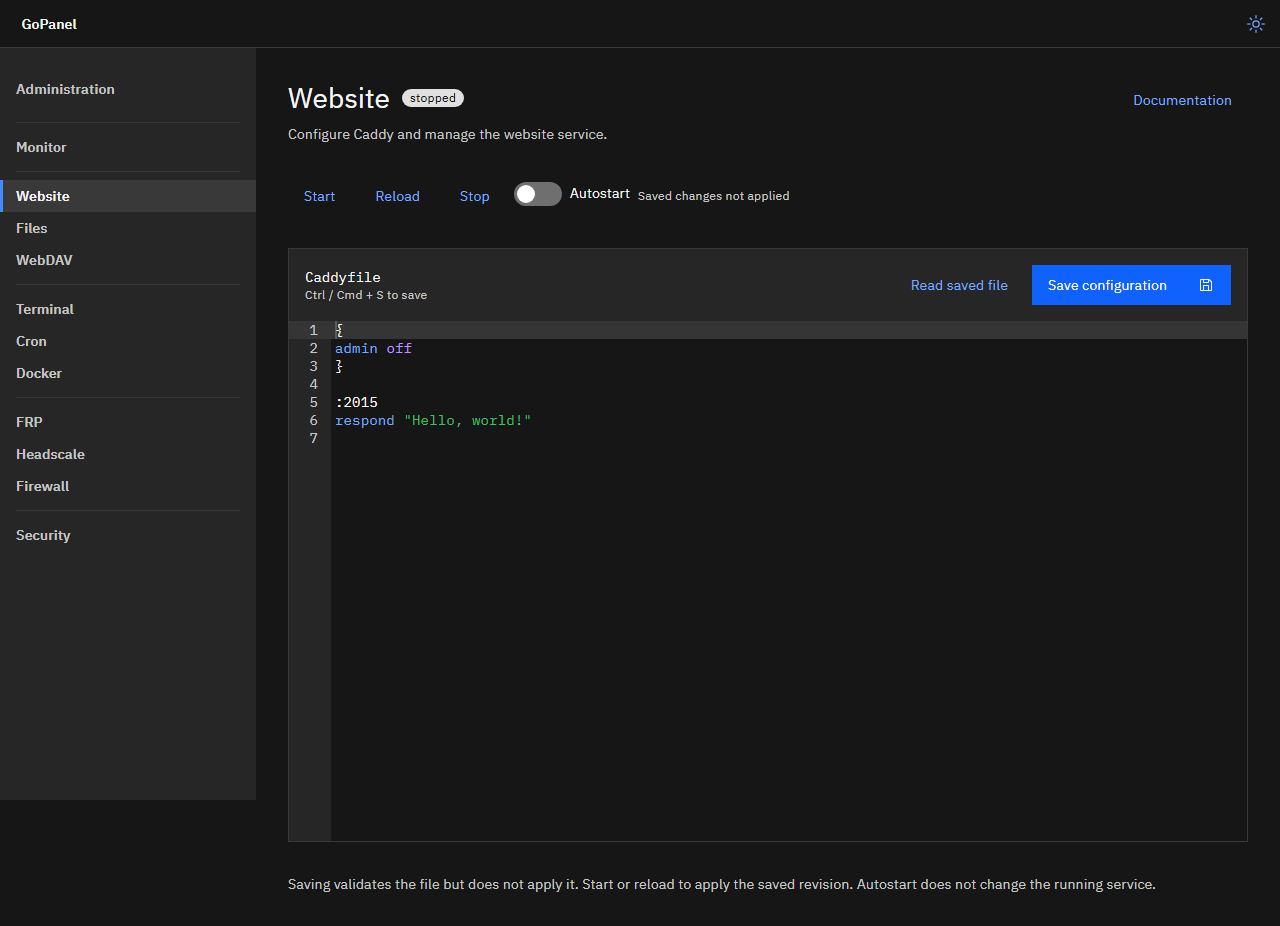 GoPanel
Administration
Monitor
Website
Files
WebDAV
Terminal
Cron
Docker
FRP
Headscale
Firewall
Security
Website stopped
Documentation
Configure Caddy and manage the website service.
Start Reload Stop Autostart Saved changes not applied
Caddyfile
Ctrl / Cmd + S to save
Read saved file
Save configuration
1 {
2 admin off
3 }
4
5 :2015
6 respond "Hello, world!"
7
Saving validates the file but does not apply it. Start or reload to apply the saved revision. Autostart does not change the running service.